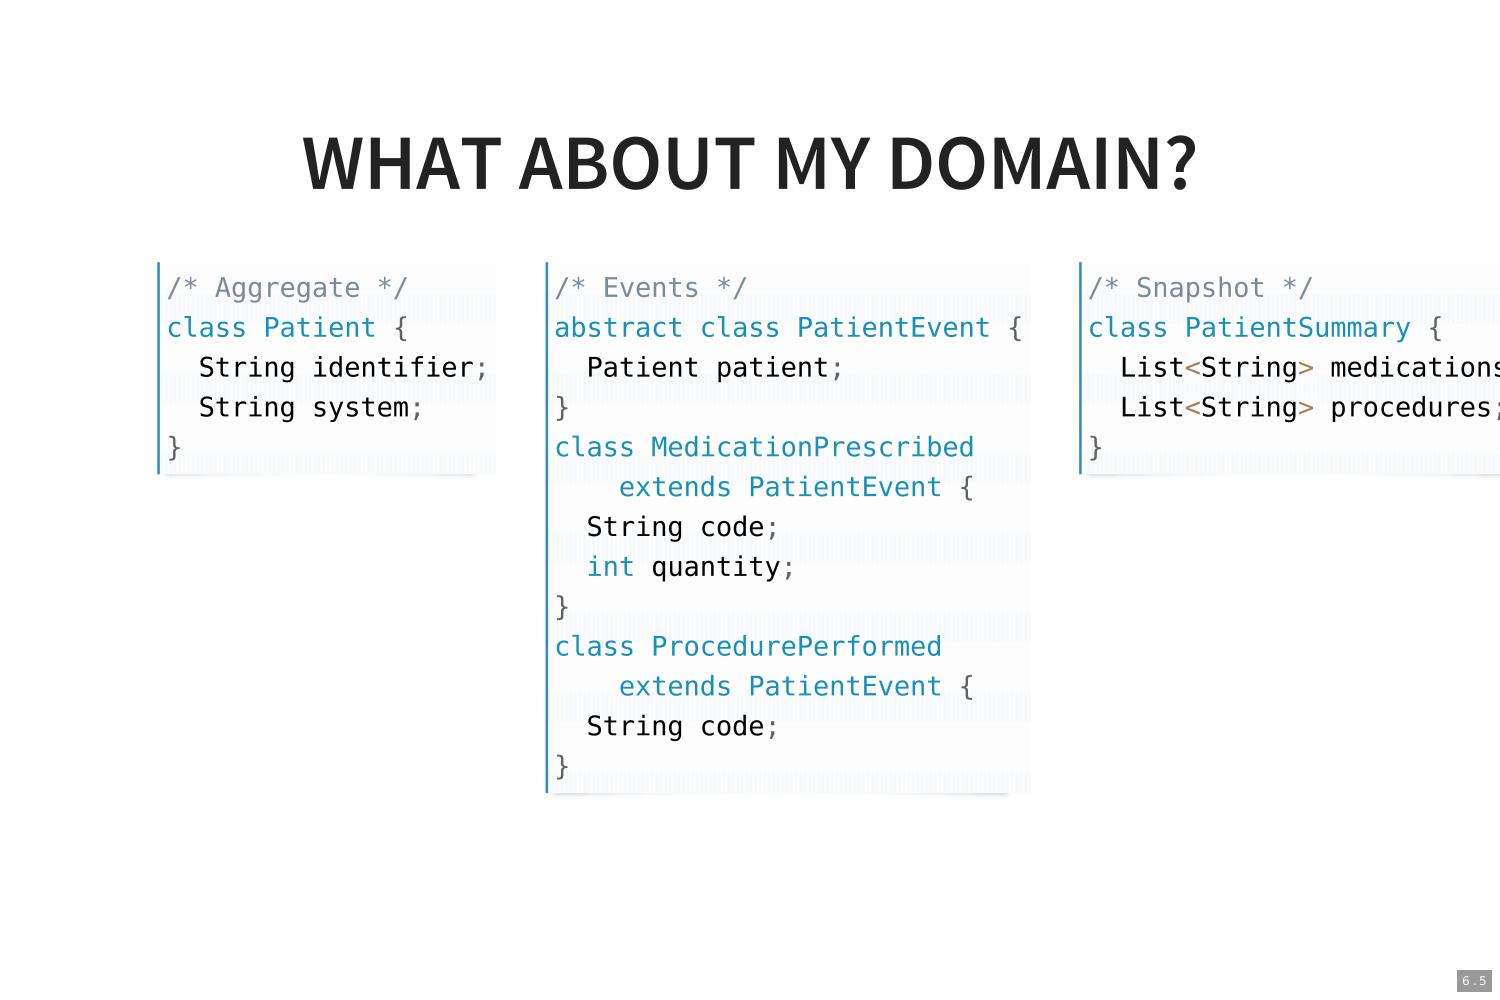 WHAT ABOUT MY DOMAIN?
/* Aggregate */
class Patient {
  String identifier;
  String system;
}
/* Events */
abstract class PatientEvent {
  Patient patient;
}
class MedicationPrescribed
    extends PatientEvent {
  String code;
  int quantity;
}
class ProcedurePerformed
    extends PatientEvent {
  String code;
}
/* Snapshot */
class PatientSummary {
  List<String> medications
  List<String> procedures;
}
6.5